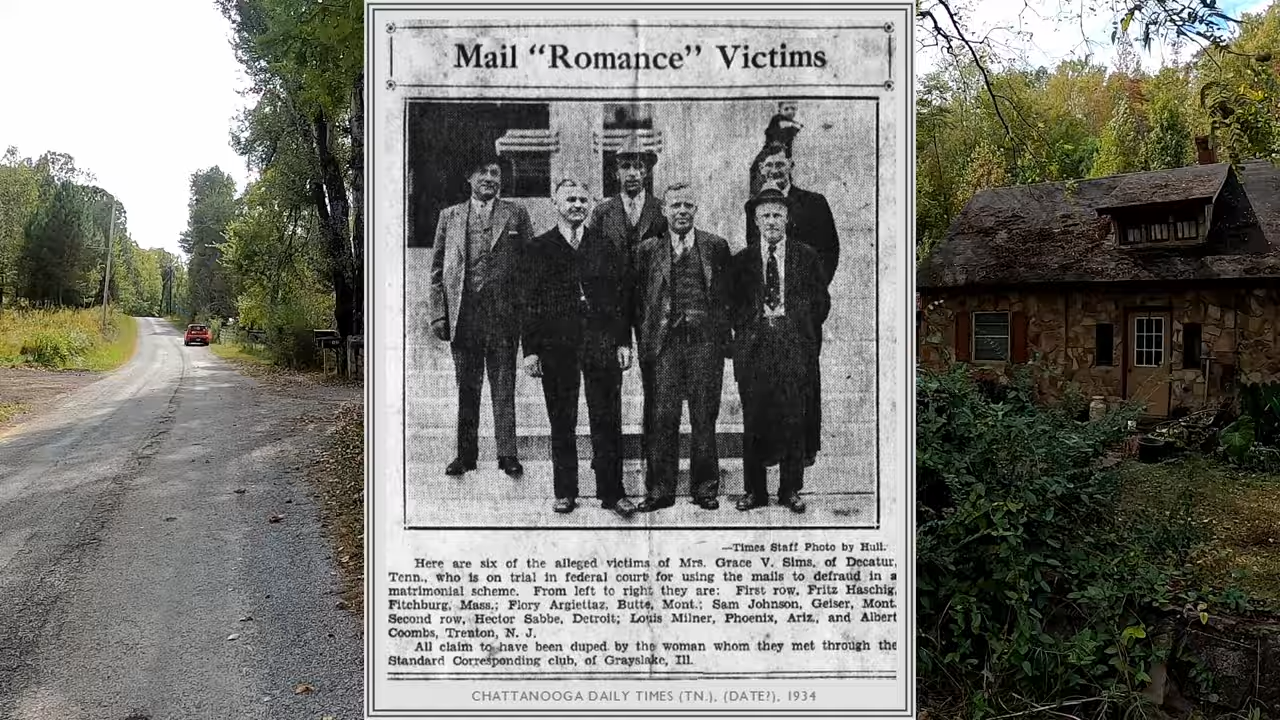 Mail “Romance” Victims
—Times Staff Photo by Hull.
Here are six of the alleged victims of Mrs. Grace V. Sims, of Decatur,
Tenn., who is on trial in federal court for using the mails to defraud in a
matrimonial scheme. From left to right they are: First row, Fritz Haschig,
Fitchburg, Mass.; Flory Argiettaz, Butte, Mont.; Sam Johnson, Geiser, Mont.
Second row, Hector Sabbe, Detroit; Louis Milner, Phoenix, Ariz., and Albert
Coombs, Trenton, N. J.
All claim to have been duped by the woman whom they met through the
Standard Corresponding club, of Grayslake, Ill.
CHATTANOOGA DAILY TIMES (TN.), (DATE?), 1934